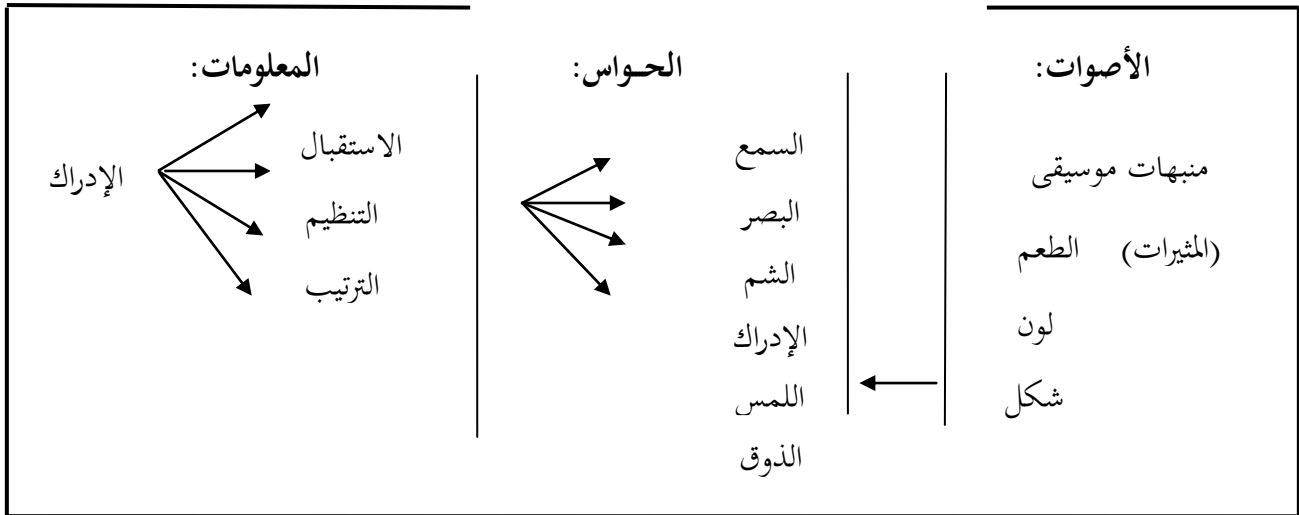 الأصوات:
منبهات موسيقى
(المثيرات) الطعم
لون
شكل
الحـواس:
السمع
البصر
الشم
الإدراك
اللمس
الذوق
المعلومات:
الاستقبال
التنظيم
الترتيب
الإدراك